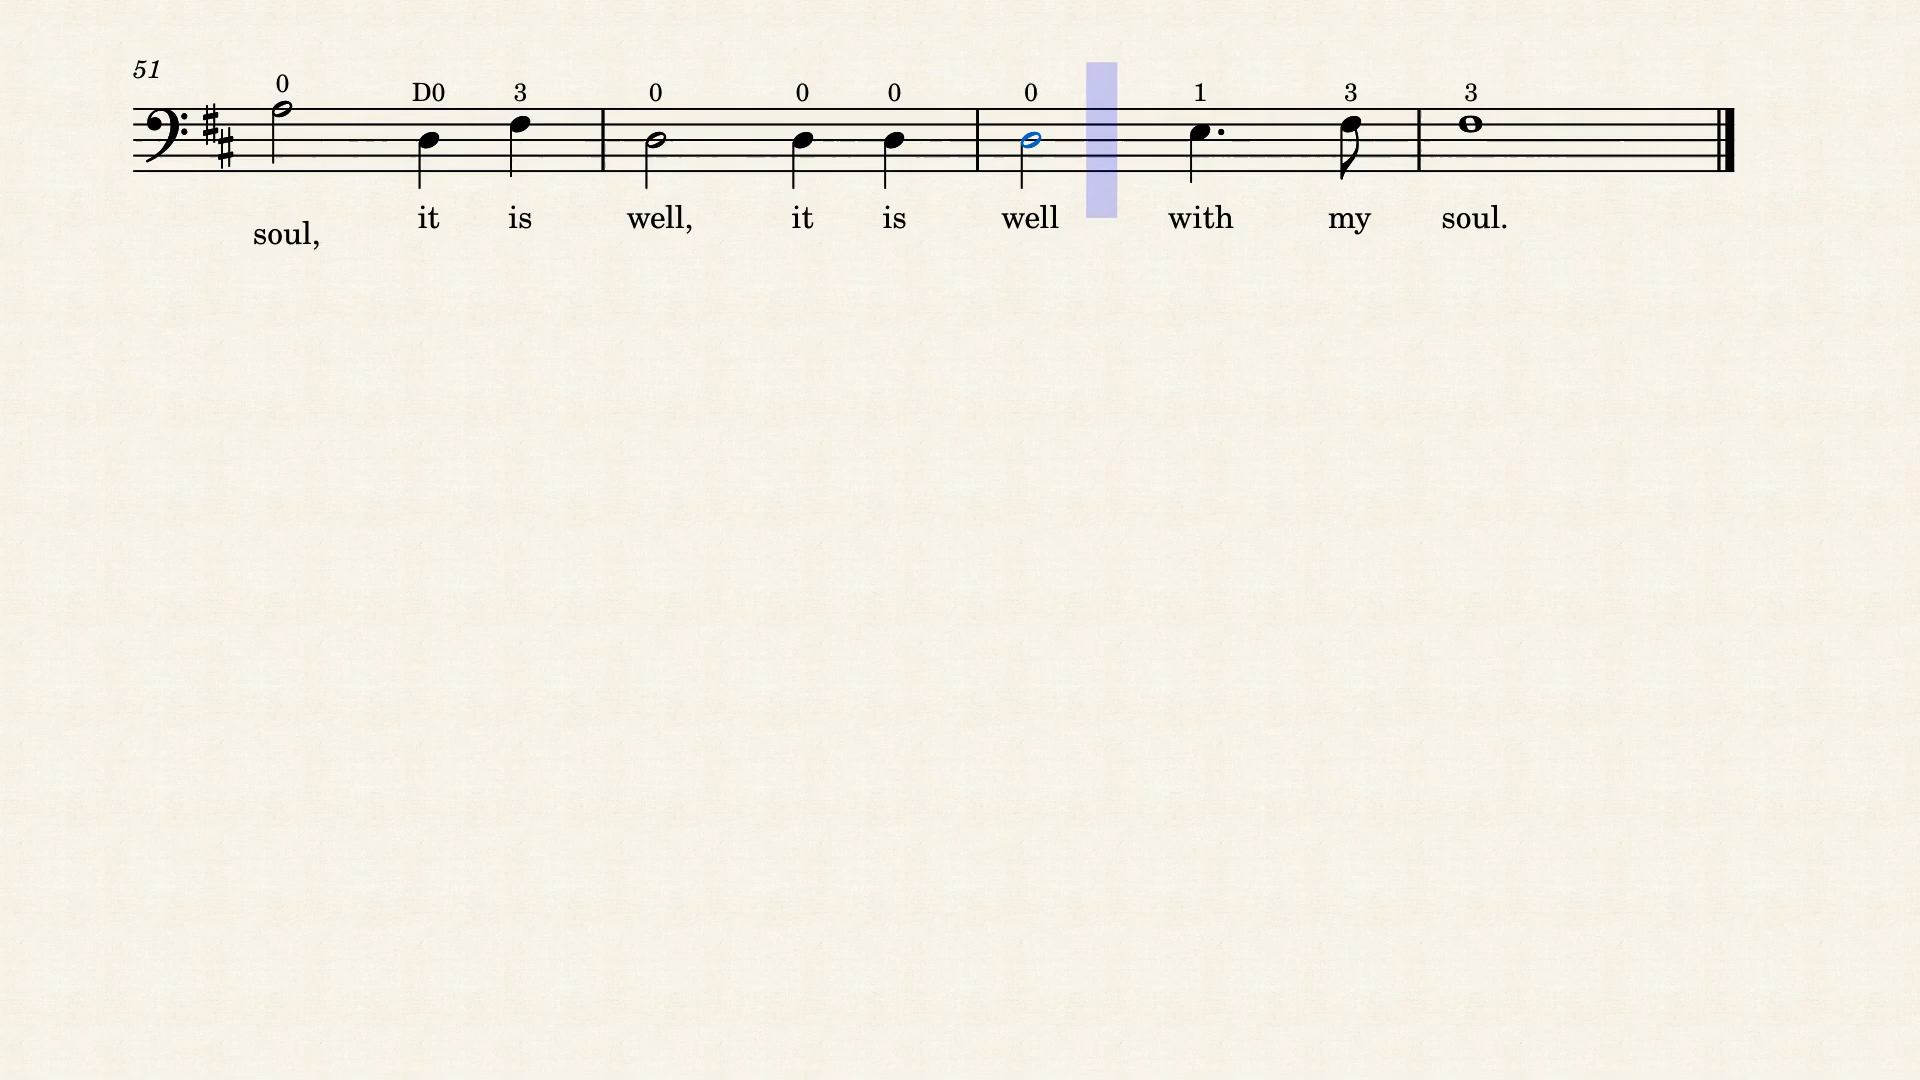 51
0 D0 3 0 0 0 0 1 3 3
soul, it is well, it is well with my soul.